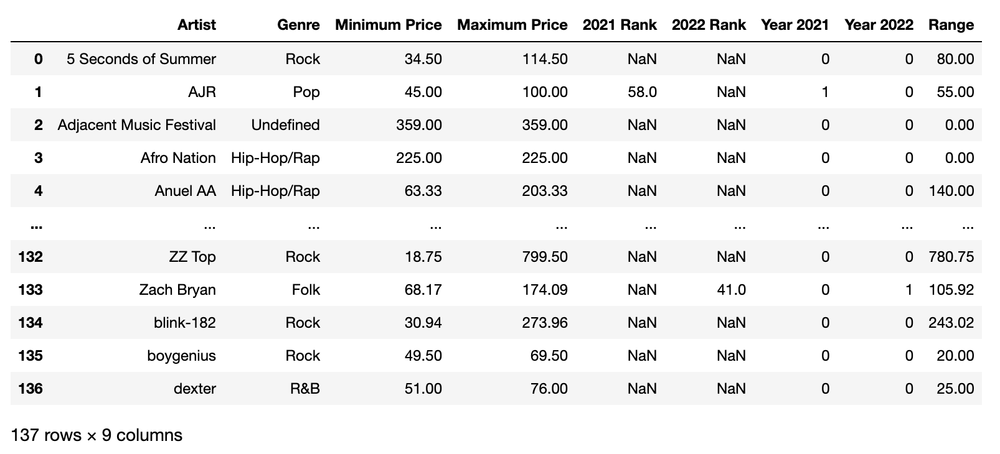 Artist Genre Minimum Price Maximum Price 2021 Rank 2022 Rank Year 2021 Year 2022 Range
0 5 Seconds of Summer Rock 34.50 114.50 NaN NaN 0 0 80.00
1 AJR Pop 45.00 100.00 58.0 NaN 1 0 55.00
2 Adjacent Music Festival Undefined 359.00 359.00 NaN NaN 0 0 0.00
3 Afro Nation Hip-Hop/Rap 225.00 225.00 NaN NaN 0 0 0.00
4 Anuel AA Hip-Hop/Rap 63.33 203.33 NaN NaN 0 0 140.00
... ... ... ... ... ... ... ... ... ...
132 ZZ Top Rock 18.75 799.50 NaN NaN 0 0 780.75
133 Zach Bryan Folk 68.17 174.09 NaN 41.0 0 1 105.92
134 blink-182 Rock 30.94 273.96 NaN NaN 0 0 243.02
135 boygenius Rock 49.50 69.50 NaN NaN 0 0 20.00
136 dexter R&B 51.00 76.00 NaN NaN 0 0 25.00
137 rows × 9 columns